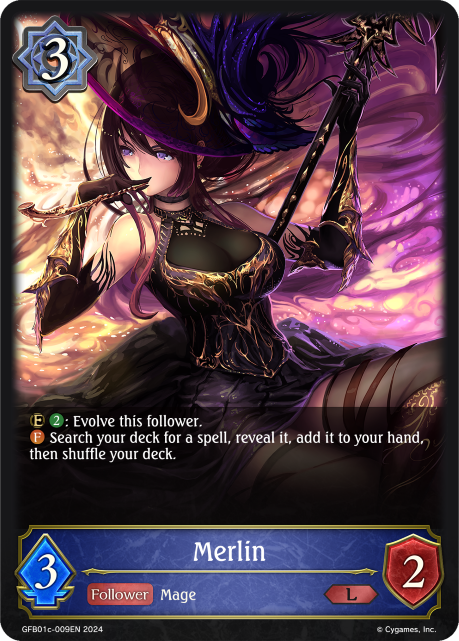 3
E 2 : Evolve this follower.
F Search your deck for a spell, reveal it, add it to your hand,
then shuffle your deck.
Merlin
3
Follower Mage L
2
GFB01c-009EN 2024 © Cygames, Inc.